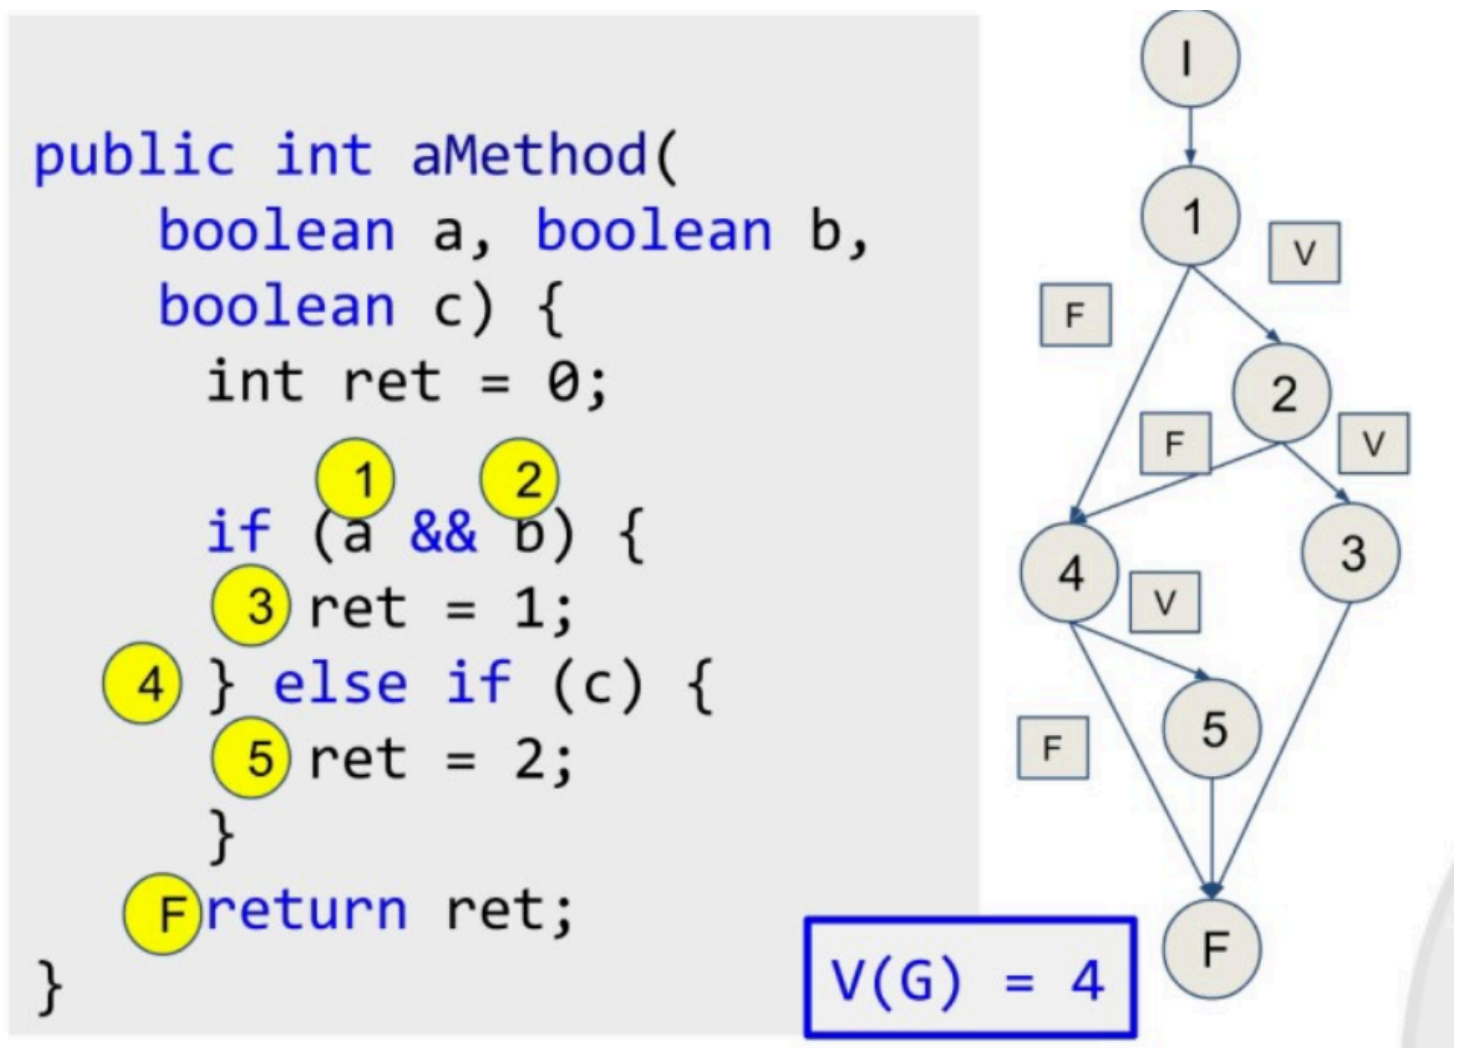 public int aMethod(
boolean a, boolean b,
boolean c) {
int ret = 0;
1 2
if (a && b) {
3 ret = 1;
4 } else if (c) {
5 ret = 2;
}
F return ret;
}
V(G) = 4
I
1
V
F
2
F
V
4
3
V
5
F
F